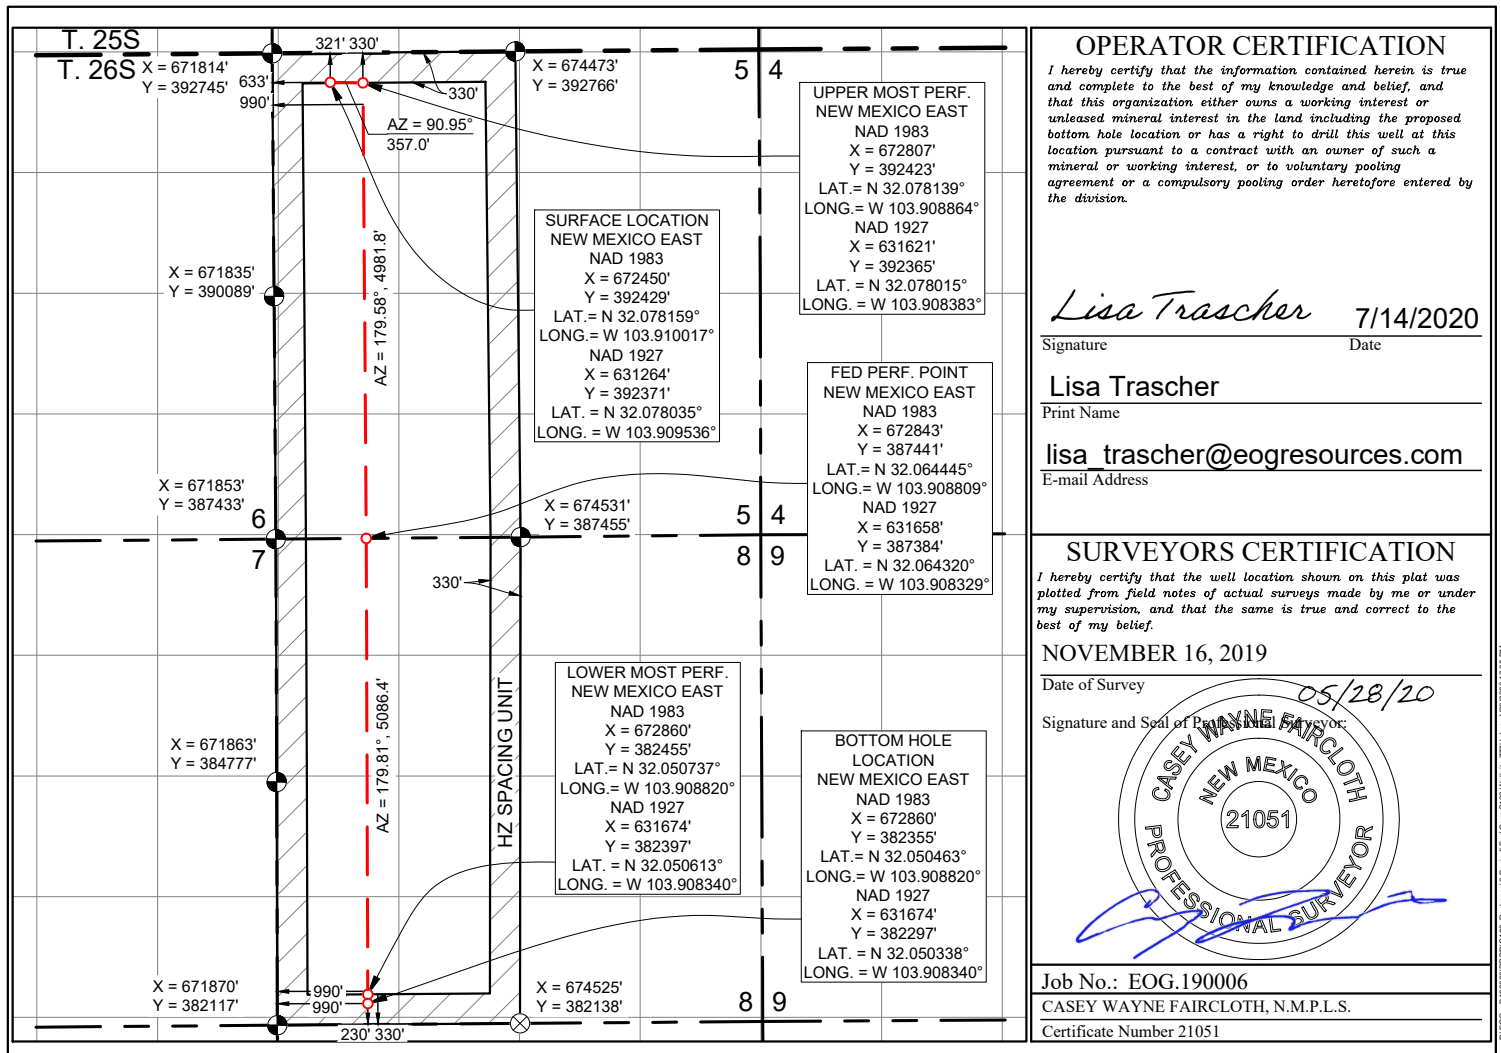 T. 25S
T. 26S
X = 671814'
Y = 392745'
321' 330'
633'
990'
330'
AZ = 90.95°
357.0'
X = 674473'
Y = 392766'
5 4
UPPER MOST PERF.
NEW MEXICO EAST
NAD 1983
X = 672807'
Y = 392423'
LAT.= N 32.078139°
LONG.= W 103.908864°
NAD 1927
X = 631621'
Y = 392365'
LAT. = N 32.078015°
LONG. = W 103.908383°
SURFACE LOCATION
NEW MEXICO EAST
NAD 1983
X = 672450'
Y = 392429'
LAT.= N 32.078159°
LONG.= W 103.910017°
NAD 1927
X = 631264'
Y = 392371'
LAT. = N 32.078035°
LONG. = W 103.909536°
X = 671835'
Y = 390089'
AZ = 179.58°, 4981.8'
FED PERF. POINT
NEW MEXICO EAST
NAD 1983
X = 672843'
Y = 387441'
LAT.= N 32.064445°
LONG.= W 103.908809°
NAD 1927
X = 631658'
Y = 387384'
LAT. = N 32.064320°
LONG. = W 103.908329°
X = 671853'
Y = 387433'
6
7
X = 674531'
Y = 387455'
5 4
8 9
330'
LOWER MOST PERF.
NEW MEXICO EAST
NAD 1983
X = 672860'
Y = 382455'
LAT.= N 32.050737°
LONG.= W 103.908820°
NAD 1927
X = 631674'
Y = 382397'
LAT. = N 32.050613°
LONG. = W 103.908340°
HZ SPACING UNIT
AZ = 179.81°, 5086.4'
X = 671863'
Y = 384777'
BOTTOM HOLE
LOCATION
NEW MEXICO EAST
NAD 1983
X = 672860'
Y = 382355'
LAT.= N 32.050463°
LONG.= W 103.908820°
NAD 1927
X = 631674'
Y = 382297'
LAT. = N 32.050338°
LONG. = W 103.908340°
X = 671870'
Y = 382117'
990'
990'
230' 330'
X = 674525'
Y = 382138'
8 9
OPERATOR CERTIFICATION
I hereby certify that the information contained herein is true
and complete to the best of my knowledge and belief, and
that this organization either owns a working interest or
unleased mineral interest in the land including the proposed
bottom hole location or has a right to drill this well at this
location pursuant to a contract with an owner of such a
mineral or working interest, or to voluntary pooling
agreement or a compulsory pooling order heretofore entered by
the division.
Lisa Trascher 7/14/2020
Signature Date
Lisa Trascher
Print Name
lisa_trascher@eogresources.com
E-mail Address
SURVEYORS CERTIFICATION
I hereby certify that the well location shown on this plat was
plotted from field notes of actual surveys made by me or under
my supervision, and that the same is true and correct to the
best of my belief.
NOVEMBER 16, 2019
Date of Survey
05/28/20
Signature and Seal of Professional Surveyor:
CASEY WAYNE FAIRCLOTH
NEW MEXICO
21051
PROFESSIONAL SURVEYOR
Job No.: EOG.190006
CASEY WAYNE FAIRCLOTH, N.M.P.L.S.
Certificate Number 21051